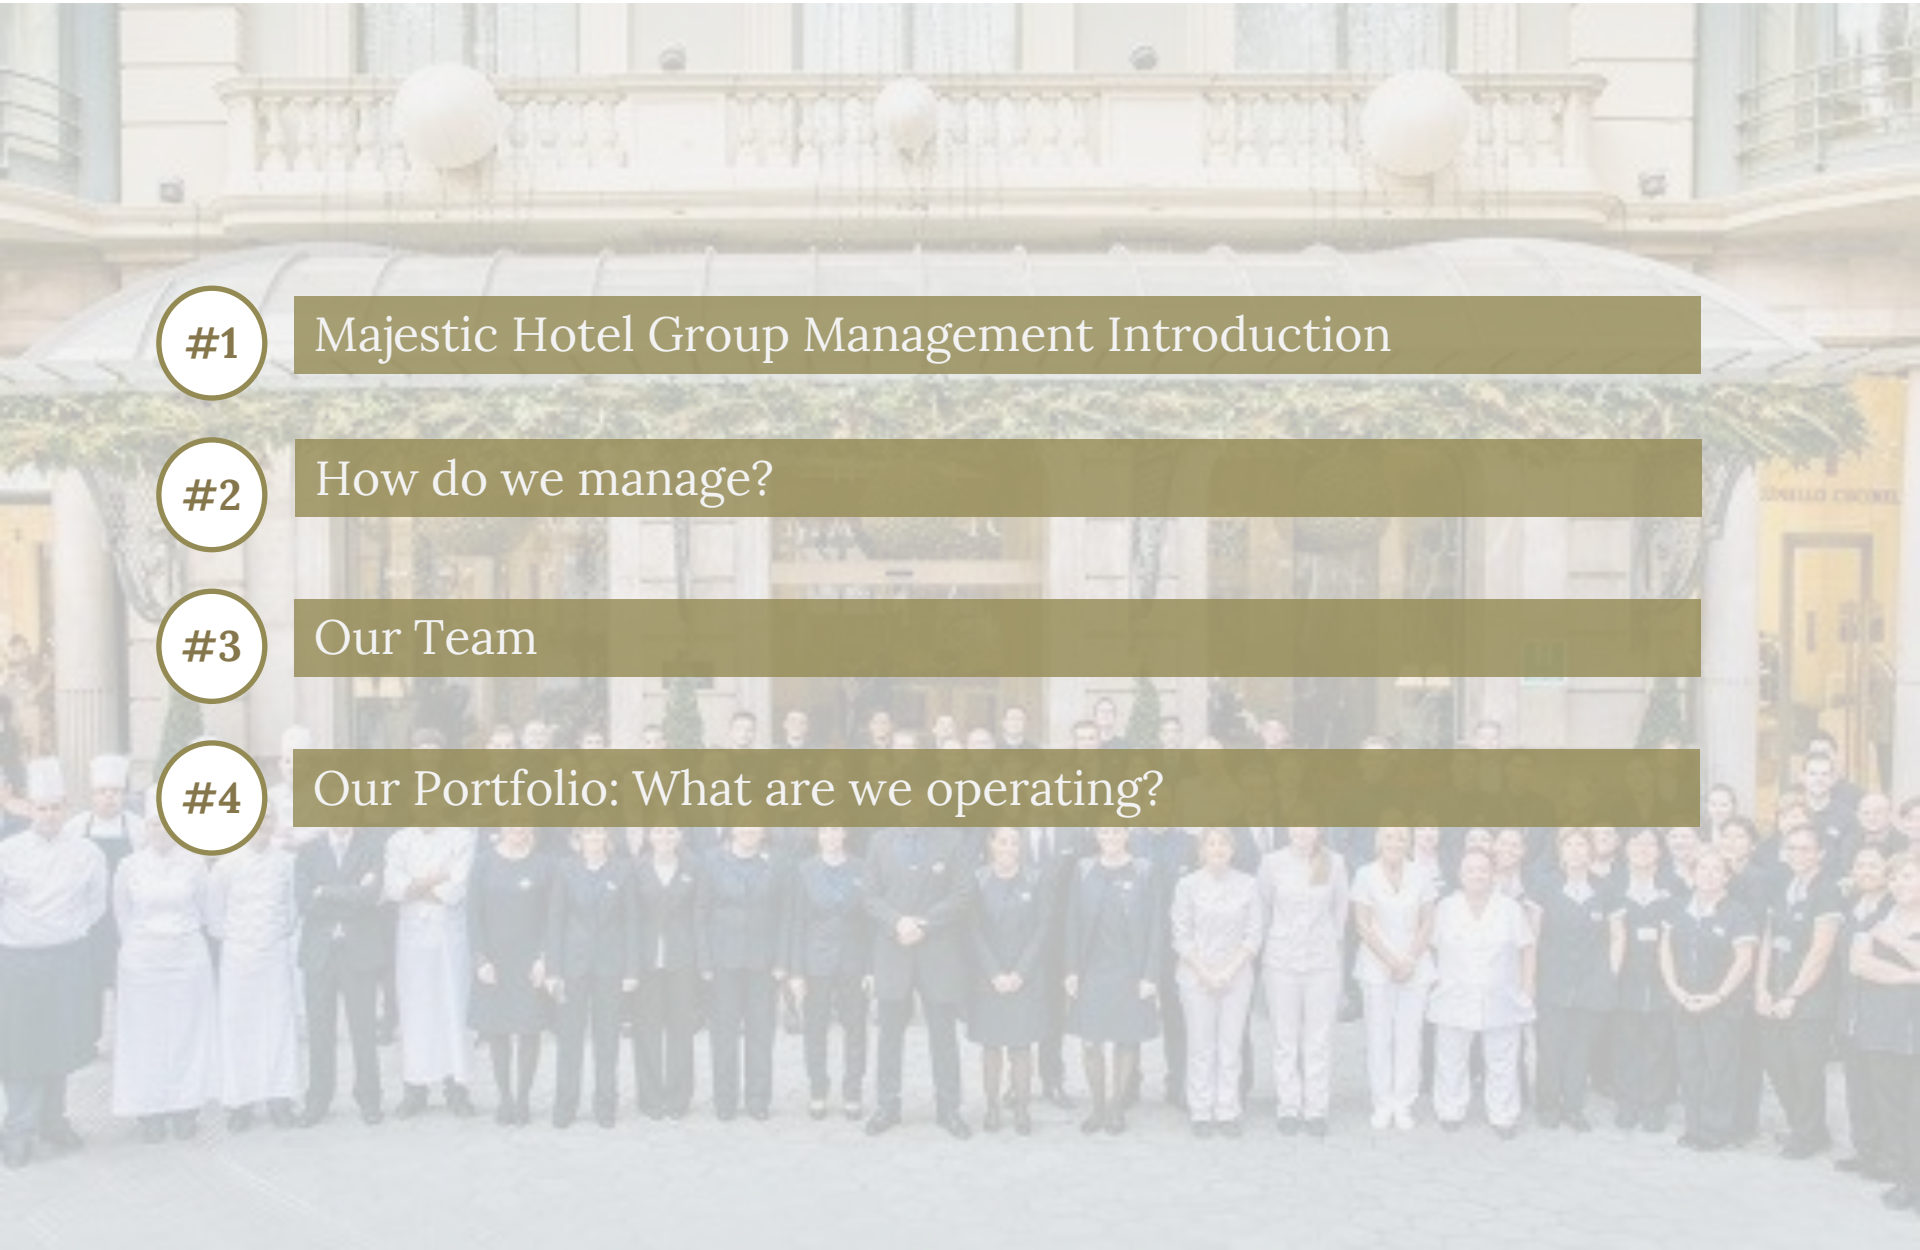 #1 Majestic Hotel Group Management Introduction
#2 How do we manage?
#3 Our Team
#4 Our Portfolio: What are we operating?